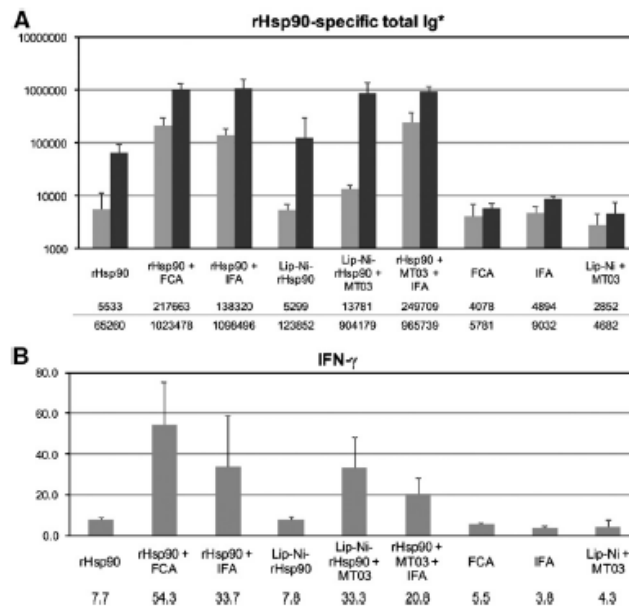 A
rHsp90-specific total Ig*
10000000
1000000
100000
10000
1000
rHsp90
rHsp90 + FCA
rHsp90 + IFA
Lip-Ni-rHsp90
Lip-Ni-rHsp90 + MT03
rHsp90 + MT03 + IFA
FCA
IFA
Lip-Ni + MT03
5533 217663 138320 5299 13781 249709 4078 4894 2852
65260 1023478 1096496 123852 904179 965739 5781 9032 4682
B
IFN-γ
80.0
60.0
40.0
20.0
0.0
rHsp90
rHsp90 + FCA
rHsp90 + IFA
Lip-Ni-rHsp90
Lip-Ni-rHsp90 + MT03
rHsp90 + MT03 + IFA
FCA
IFA
Lip-Ni + MT03
7.7 54.3 33.7 7.8 33.3 20.8 5.5 3.8 4.3